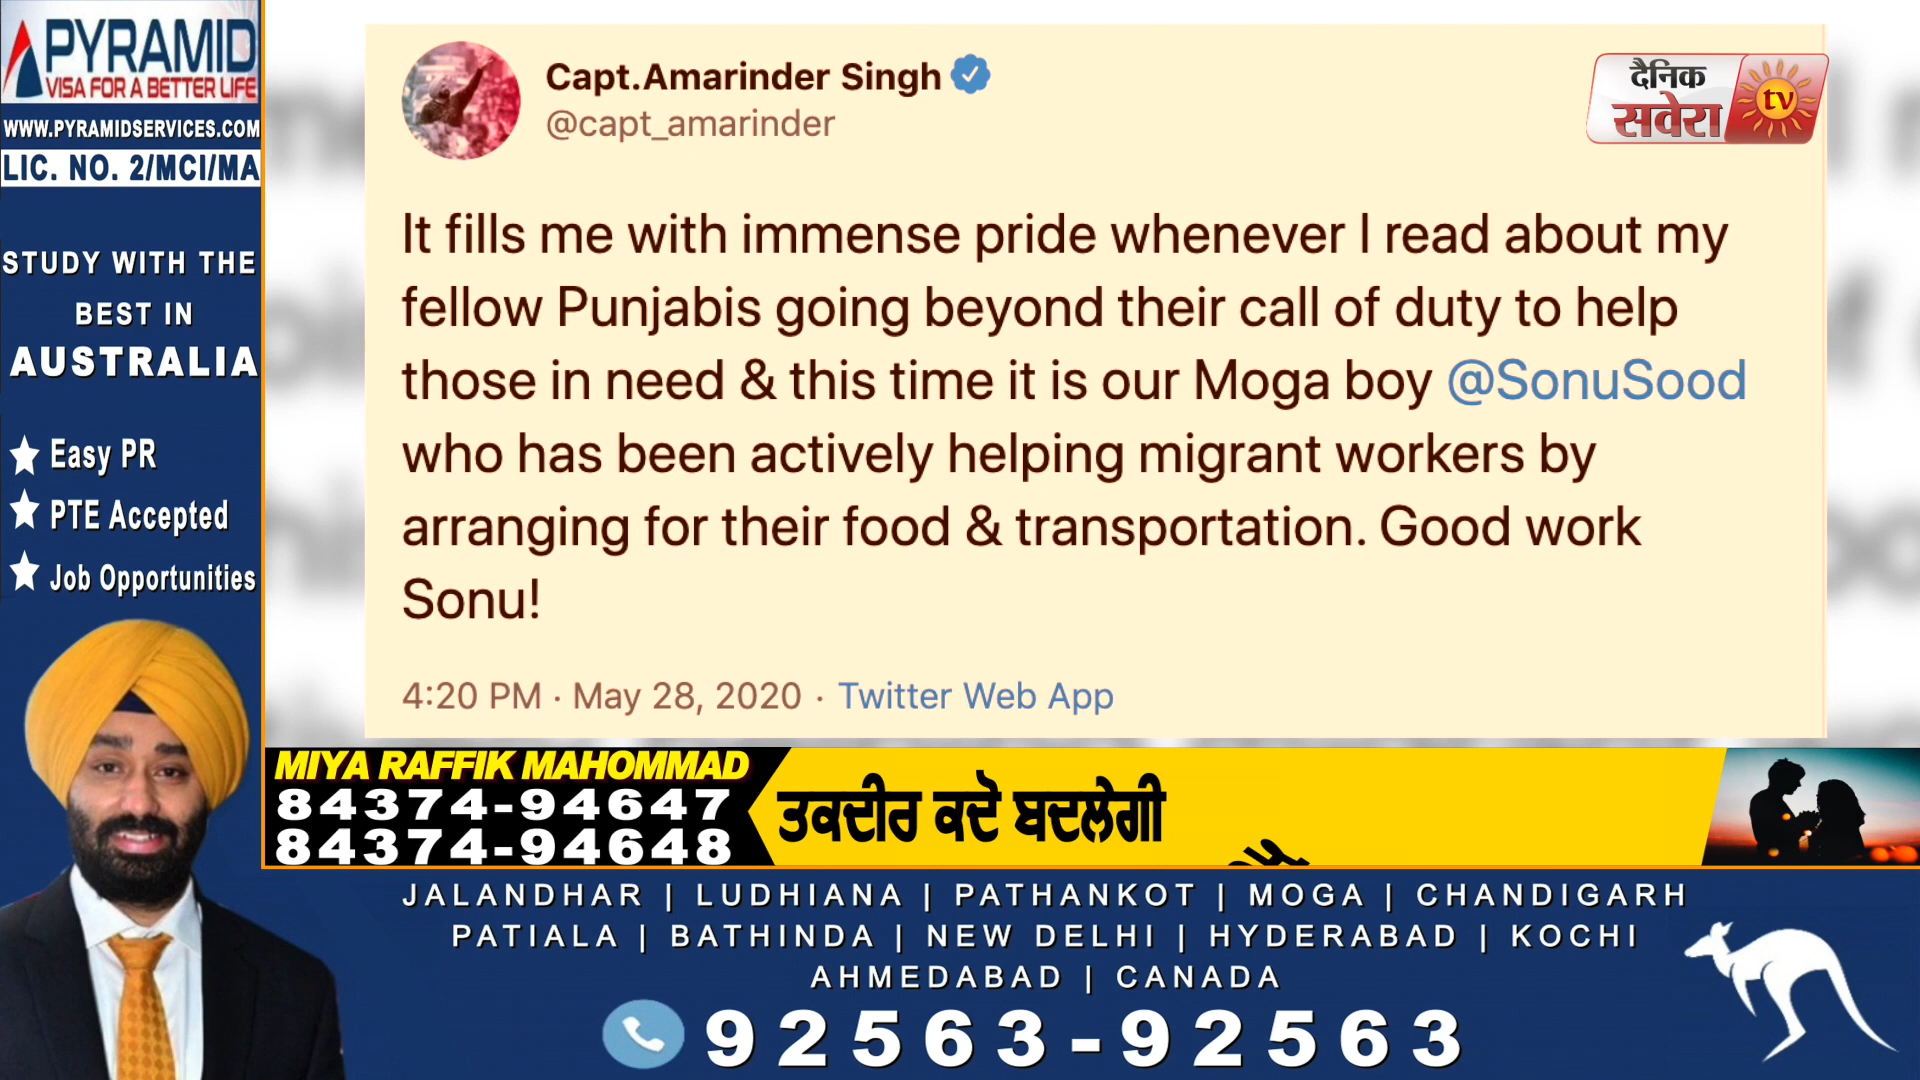 PYRAMID
VISA FOR A BETTER LIFE
WWW.PYRAMIDSERVICES.COM
LIC. NO. 2/MCI/MA
STUDY WITH THE
BEST IN
AUSTRALIA
Easy PR
PTE Accepted
Job Opportunities
Capt.Amarinder Singh
@capt_amarinder
दैनिक
सवेरा
tv
It fills me with immense pride whenever I read about my
fellow Punjabis going beyond their call of duty to help
those in need & this time it is our Moga boy @SonuSood
who has been actively helping migrant workers by
arranging for their food & transportation. Good work
Sonu!
4:20 PM · May 28, 2020 · Twitter Web App
MIYA RAFFIK MAHOMMAD
84374-94647
84374-94648
ਤਕਦੀਰ ਕਦੋ ਬਦਲੇਗੀ
JALANDHAR | LUDHIANA | PATHANKOT | MOGA | CHANDIGARH
PATIALA | BATHINDA | NEW DELHI | HYDERABAD | KOCHI
AHMEDABAD | CANADA
92563-92563